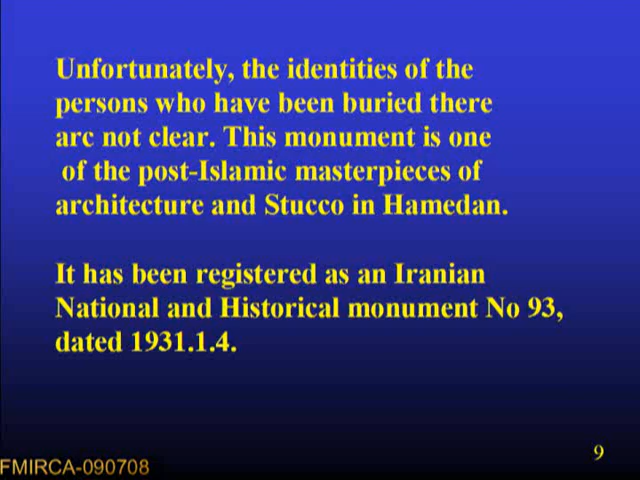 Unfortunately, the identities of the
persons who have been buried there
are not clear. This monument is one
of the post-Islamic masterpieces of
architecture and Stucco in Hamedan.
It has been registered as an Iranian
National and Historical monument No 93,
dated 1931.1.4.
9
FMIRCA-090708